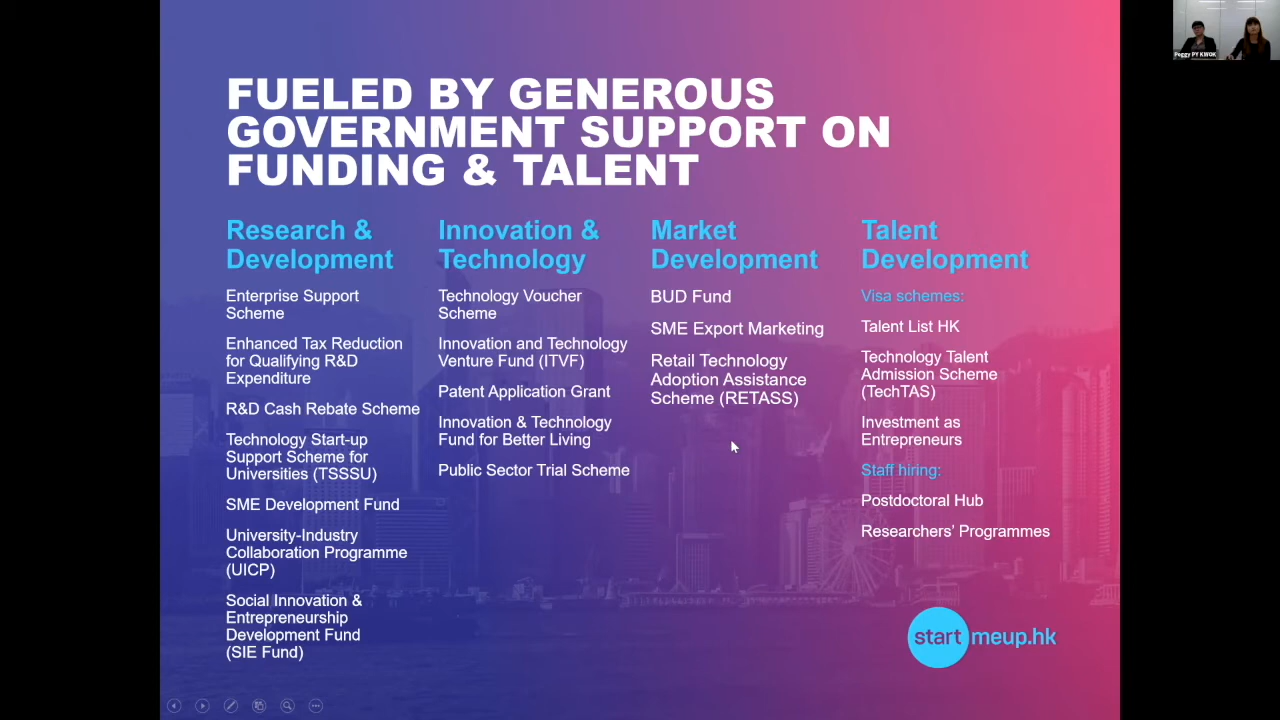 FUELED BY GENEROUS
GOVERNMENT SUPPORT ON
FUNDING & TALENT
Research &
Development
Enterprise Support
Scheme
Enhanced Tax Reduction
for Qualifying R&D
Expenditure
R&D Cash Rebate Scheme
Technology Start-up
Support Scheme for
Universities (TSSSU)
SME Development Fund
University-Industry
Collaboration Programme
(UICP)
Social Innovation &
Entrepreneurship
Development Fund
(SIE Fund)
Innovation &
Technology
Technology Voucher
Scheme
Innovation and Technology
Venture Fund (ITVF)
Patent Application Grant
Innovation & Technology
Fund for Better Living
Public Sector Trial Scheme
Market
Development
BUD Fund
SME Export Marketing
Retail Technology
Adoption Assistance
Scheme (RETASS)
Talent
Development
Visa schemes:
Talent List HK
Technology Talent
Admission Scheme
(TechTAS)
Investment as
Entrepreneurs
Staff hiring:
Postdoctoral Hub
Researchers’ Programmes
startmeup.hk
Peggy PY KWOK